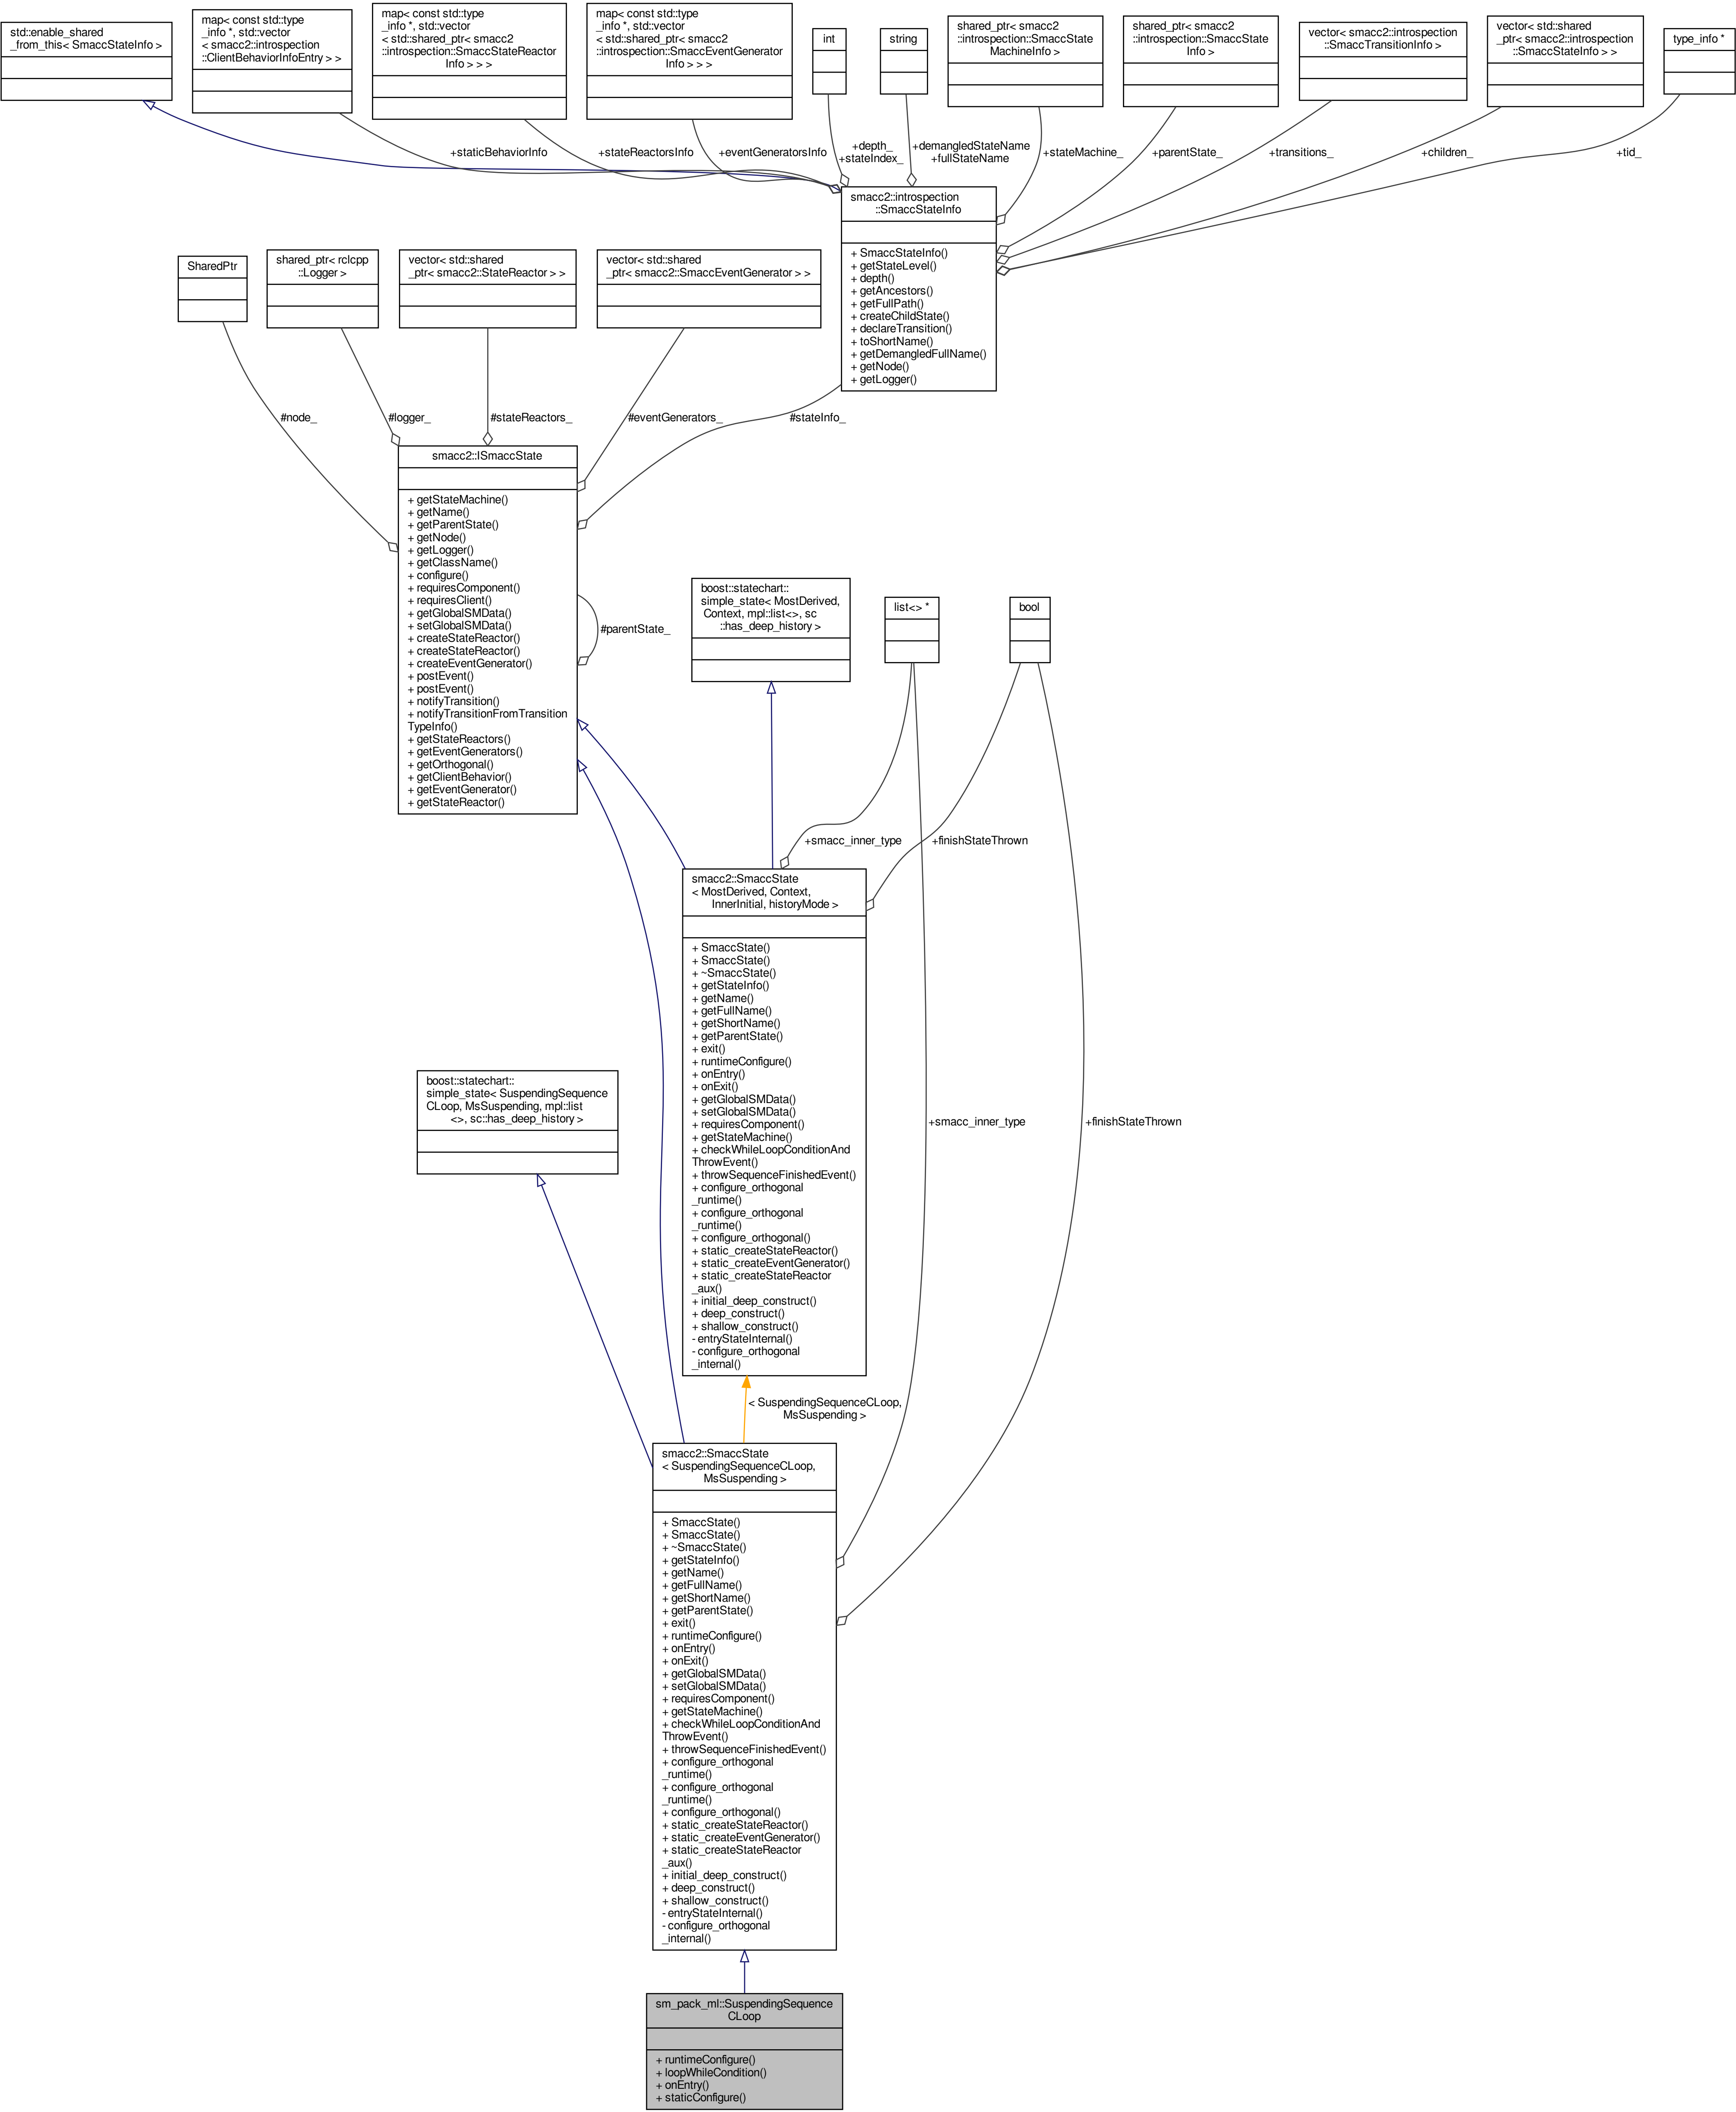 std::enable_shared
_from_this< SmaccStateInfo >
map< const std::type
_info *, std::vector
< smacc2::introspection
::ClientBehaviorInfoEntry > >
map< const std::type
_info *, std::vector
< std::shared_ptr< smacc2
::introspection::SmaccStateReactor
Info > > >
map< const std::type
_info *, std::vector
< std::shared_ptr< smacc2
::introspection::SmaccEventGenerator
Info > > >
int
string
shared_ptr< smacc2
::introspection::SmaccState
MachineInfo >
shared_ptr< smacc2
::introspection::SmaccState
Info >
vector< smacc2::introspection
::SmaccTransitionInfo >
vector< std::shared
_ptr< smacc2::introspection
::SmaccStateInfo > >
type_info *
+staticBehaviorInfo
+stateReactorsInfo
+eventGeneratorsInfo
+depth_
+stateIndex_
+demangledStateName
+fullStateName
+stateMachine_
+parentState_
+transitions_
+children_
+tid_
smacc2::introspection
::SmaccStateInfo
+ SmaccStateInfo()
+ getStateLevel()
+ depth()
+ getAncestors()
+ getFullPath()
+ createChildState()
+ declareTransition()
+ toShortName()
+ getDemangledFullName()
+ getNode()
+ getLogger()
SharedPtr
shared_ptr< rclcpp
::Logger >
vector< std::shared
_ptr< smacc2::StateReactor > >
vector< std::shared
_ptr< smacc2::SmaccEventGenerator > >
#node_
#logger_
#stateReactors_
#eventGenerators_
#stateInfo_
smacc2::ISmaccState
+ getStateMachine()
+ getName()
+ getParentState()
+ getNode()
+ getLogger()
+ getClassName()
+ configure()
+ requiresComponent()
+ requiresClient()
+ getGlobalSMData()
+ setGlobalSMData()
+ createStateReactor()
+ createStateReactor()
+ createEventGenerator()
+ postEvent()
+ postEvent()
+ notifyTransition()
+ notifyTransitionFromTransition
TypeInfo()
+ getStateReactors()
+ getEventGenerators()
+ getOrthogonal()
+ getClientBehavior()
+ getEventGenerator()
+ getStateReactor()
#parentState_
boost::statechart::
simple_state< MostDerived,
Context, mpl::list<>, sc
::has_deep_history >
list<> *
bool
+smacc_inner_type
+finishStateThrown
smacc2::SmaccState
< MostDerived, Context,
InnerInitial, historyMode >
+ SmaccState()
+ SmaccState()
+ ~SmaccState()
+ getStateInfo()
+ getName()
+ getFullName()
+ getShortName()
+ getParentState()
+ exit()
+ runtimeConfigure()
+ onEntry()
+ onExit()
+ getGlobalSMData()
+ setGlobalSMData()
+ requiresComponent()
+ getStateMachine()
+ checkWhileLoopConditionAnd
ThrowEvent()
+ throwSequenceFinishedEvent()
+ configure_orthogonal
_runtime()
+ configure_orthogonal
_runtime()
+ configure_orthogonal()
+ static_createStateReactor()
+ static_createEventGenerator()
+ static_createStateReactor
_aux()
+ initial_deep_construct()
+ deep_construct()
+ shallow_construct()
- entryStateInternal()
- configure_orthogonal
_internal()
boost::statechart::
simple_state< SuspendingSequence
CLoop, MsSuspending, mpl::list
<>, sc::has_deep_history >
+smacc_inner_type
+finishStateThrown
< SuspendingSequenceCLoop,
MsSuspending >
smacc2::SmaccState
< SuspendingSequenceCLoop,
MsSuspending >
+ SmaccState()
+ SmaccState()
+ ~SmaccState()
+ getStateInfo()
+ getName()
+ getFullName()
+ getShortName()
+ getParentState()
+ exit()
+ runtimeConfigure()
+ onEntry()
+ onExit()
+ getGlobalSMData()
+ setGlobalSMData()
+ requiresComponent()
+ getStateMachine()
+ checkWhileLoopConditionAnd
ThrowEvent()
+ throwSequenceFinishedEvent()
+ configure_orthogonal
_runtime()
+ configure_orthogonal
_runtime()
+ configure_orthogonal()
+ static_createStateReactor()
+ static_createEventGenerator()
+ static_createStateReactor
_aux()
+ initial_deep_construct()
+ deep_construct()
+ shallow_construct()
- entryStateInternal()
- configure_orthogonal
_internal()
sm_pack_ml::SuspendingSequence
CLoop
+ runtimeConfigure()
+ loopWhileCondition()
+ onEntry()
+ staticConfigure()